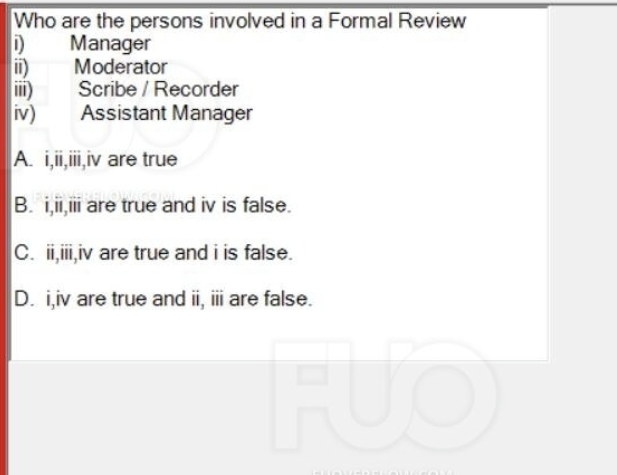 Who are the persons involved in a Formal Review
i) Manager
ii) Moderator
iii) Scribe / Recorder
iv) Assistant Manager
A. i,ii,iii,iv are true
B. i,ii,iii are true and iv is false.
C. ii,iii,iv are true and i is false.
D. i,iv are true and ii, iii are false.
FUO